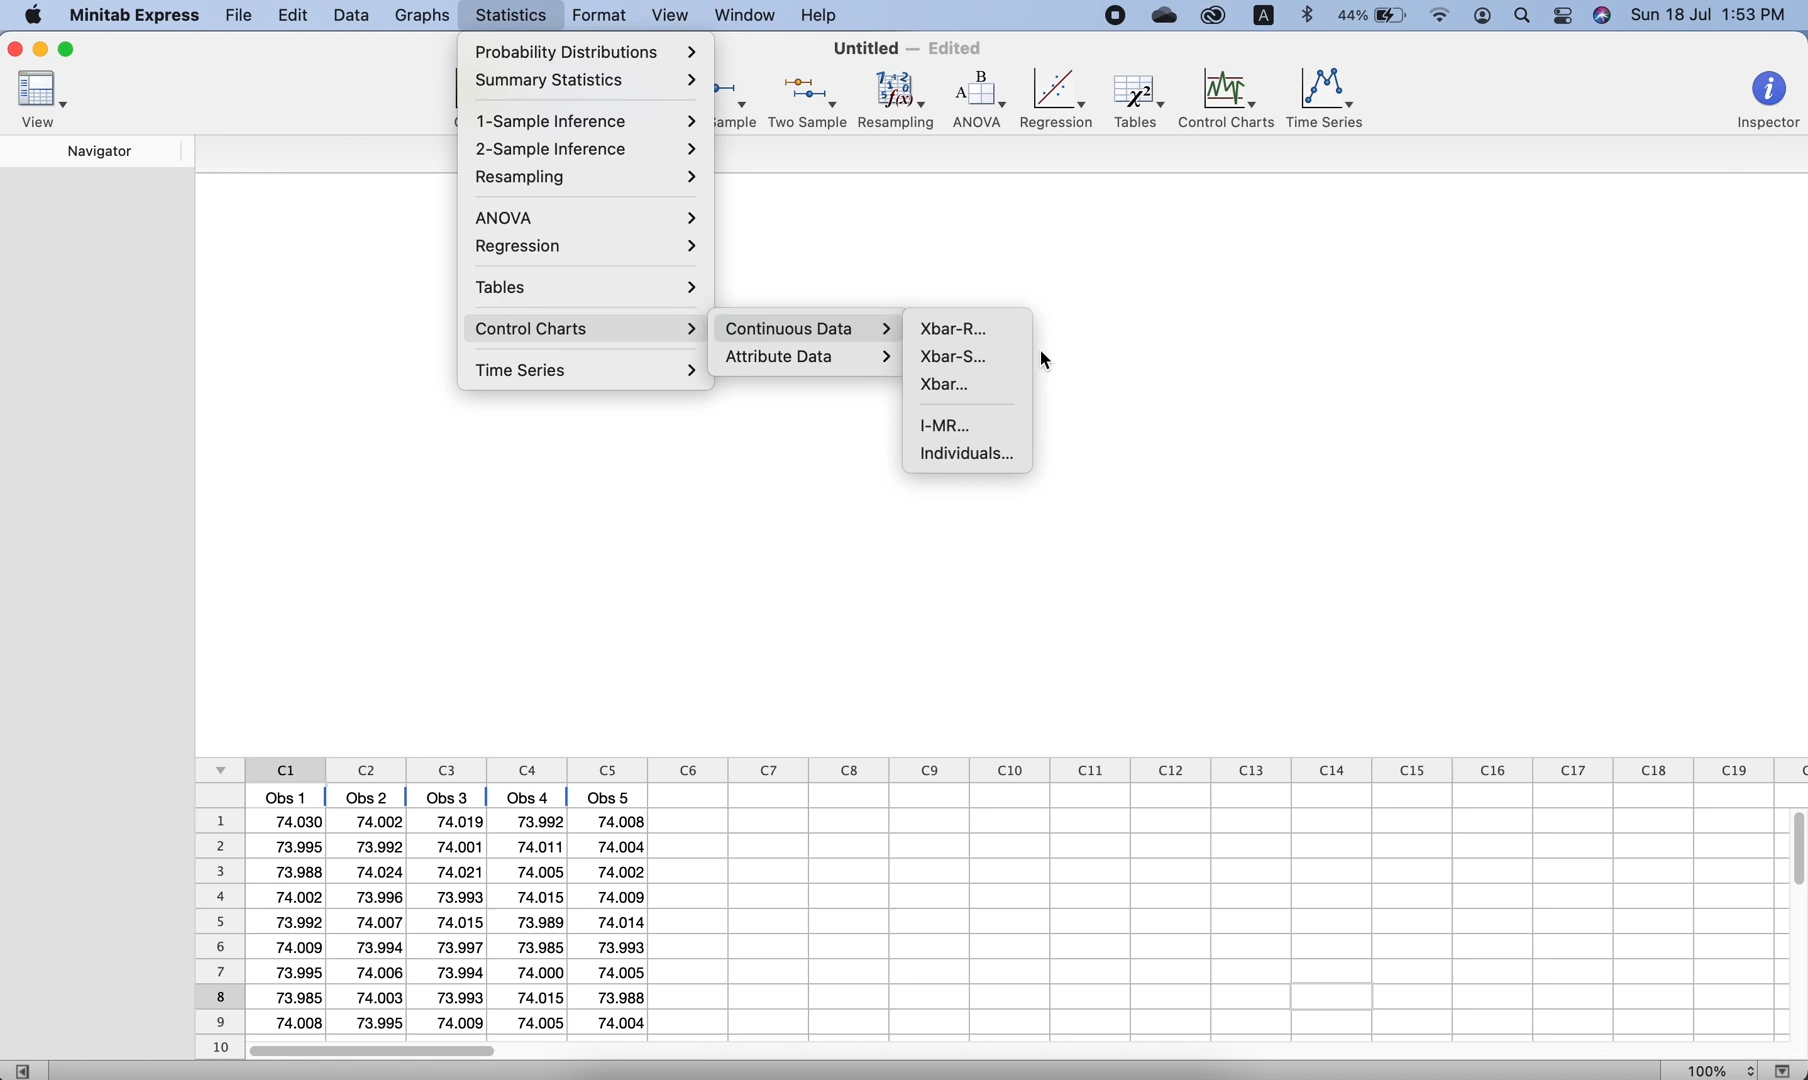 Minitab Express File Edit Data Graphs Statistics Format View Window Help A 44% Sun 18 Jul 1:53 PM
Untitled — Edited
View Sample Two Sample Resampling ANOVA Regression Tables Control Charts Time Series Inspector
Navigator
Probability Distributions
Summary Statistics
1-Sample Inference
2-Sample Inference
Resampling
ANOVA
Regression
Tables
Control Charts
Time Series
Continuous Data
Attribute Data
Xbar-R...
Xbar-S...
Xbar...
I-MR...
Individuals...
C1 C2 C3 C4 C5 C6 C7 C8 C9 C10 C11 C12 C13 C14 C15 C16 C17 C18 C19
Obs 1 Obs 2 Obs 3 Obs 4 Obs 5
1 74.030 74.002 74.019 73.992 74.008
2 73.995 73.992 74.001 74.011 74.004
3 73.988 74.024 74.021 74.005 74.002
4 74.002 73.996 73.993 74.015 74.009
5 73.992 74.007 74.015 73.989 74.014
6 74.009 73.994 73.997 73.985 73.993
7 73.995 74.006 73.994 74.000 74.005
8 73.985 74.003 73.993 74.015 73.988
9 74.008 73.995 74.009 74.005 74.004
10
100%